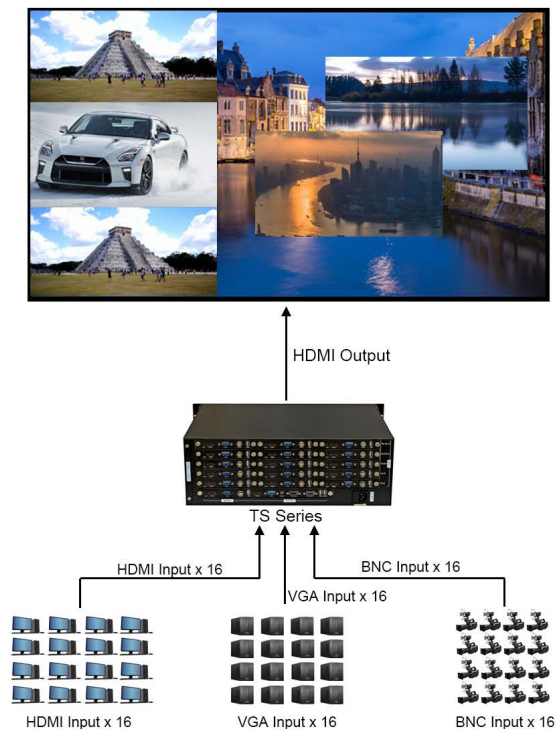 HDMI Output
TS Series
HDMI Input x 16
VGA Input x 16
BNC Input x 16
HDMI Input x 16
VGA Input x 16
BNC Input x 16